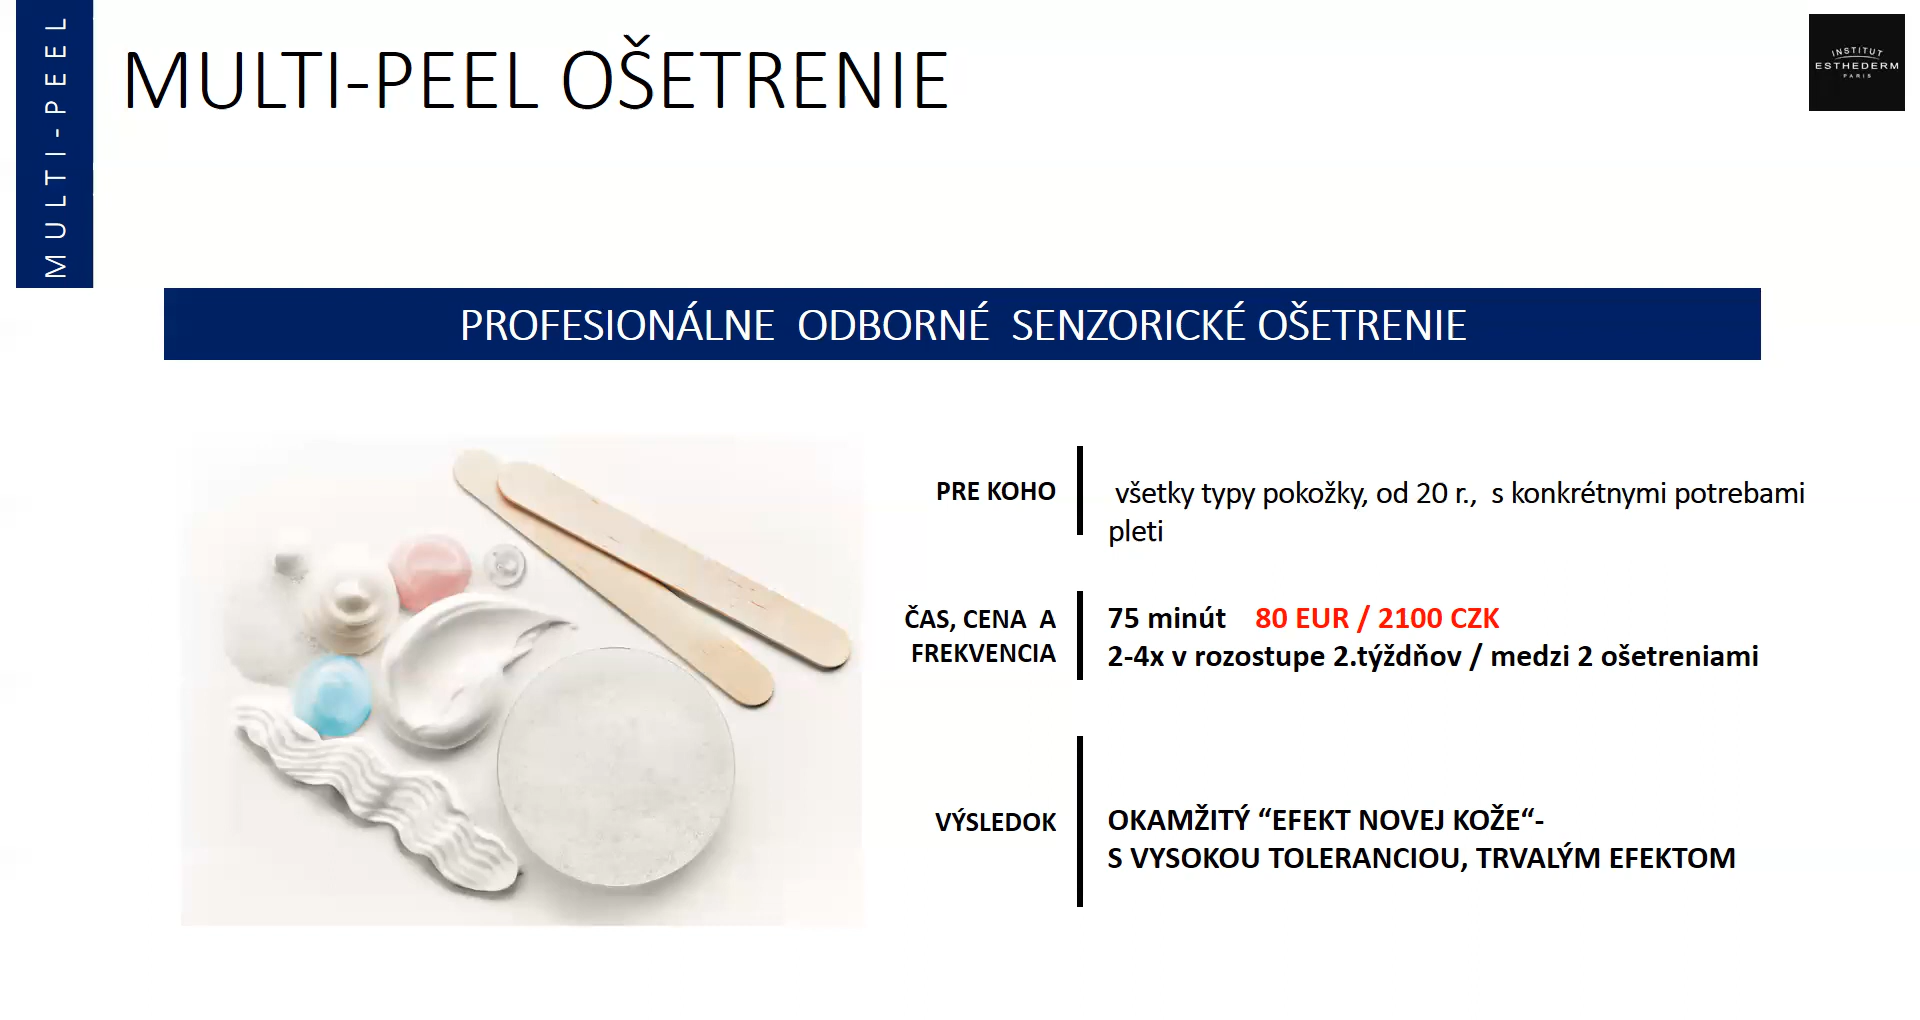 MULTI-PEEL
MULTI-PEEL OŠETRENIE
INSTITUT
ESTHEDERM
PARIS
PROFESIONÁLNE ODBORNÉ SENZORICKÉ OŠETRENIE
PRE KOHO
všetky typy pokožky, od 20 r., s konkrétnymi potrebami
pleti
ČAS, CENA A
FREKVENCIA
75 minút 80 EUR / 2100 CZK
2-4x v rozostupe 2.týždňov / medzi 2 ošetreniami
VÝSLEDOK
OKAMŽITÝ “EFEKT NOVEJ KOŽE“-
S VYSOKOU TOLERANCIOU, TRVALÝM EFEKTOM